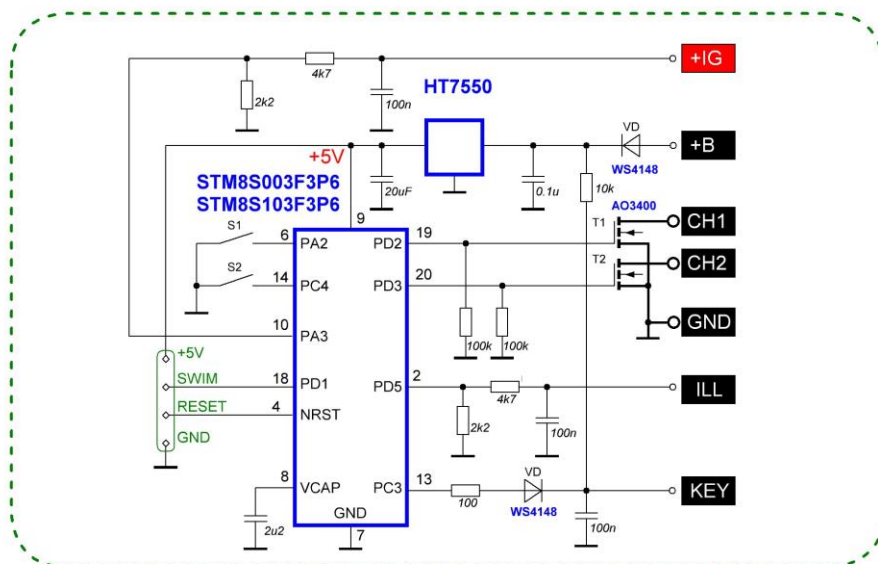 +IG
4k7
2k2
100n
HT7550
VD
+B
+5V
WS4148
STM8S003F3P6
STM8S103F3P6
20uF
0.1u
10k
AO3400
9
T1
CH1
S1
6
PA2
PD2
19
T2
CH2
S2
14
PC4
PD3
20
10
PA3
100k
100k
GND
+5V
SWIM
18
PD1
PD5
2
4k7
ILL
RESET
4
NRST
2k2
100n
GND
8
VCAP
PC3
13
100
VD
WS4148
KEY
2u2
GND
7
100n